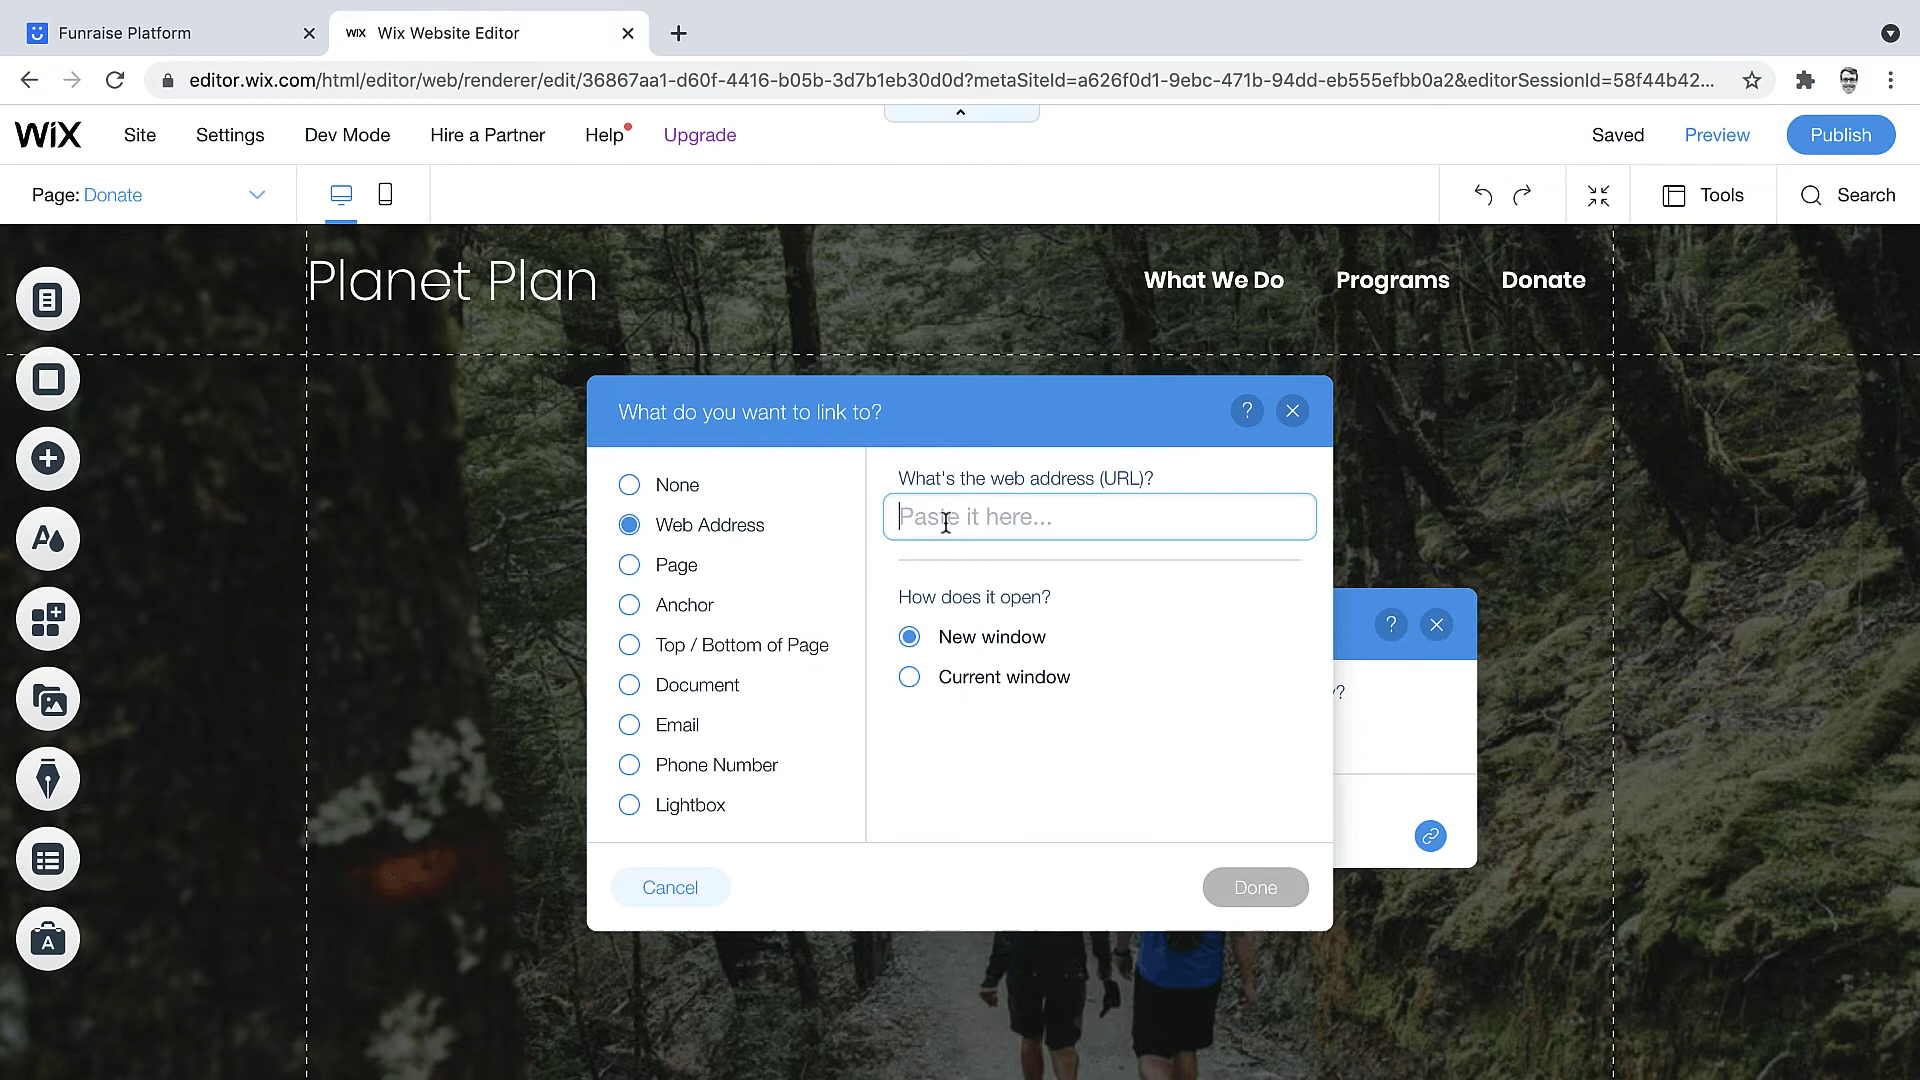 Funraise Platform
WiX Wix Website Editor
editor.wix.com/html/editor/web/renderer/edit/36867aa1-d60f-4416-b05b-3d7b1eb30d0d?metaSiteId=a626f0d1-9ebc-471b-94dd-eb555efbb0a2&editorSessionId=58f44b42...
WiX Site Settings Dev Mode Hire a Partner Help Upgrade Saved Preview Publish
Page: Donate Tools Search
Planet Plan What We Do Programs Donate
What do you want to link to? ?
None
Web Address
Page
Anchor
Top / Bottom of Page
Document
Email
Phone Number
Lightbox
What's the web address (URL)?
Paste it here...
How does it open?
New window
Current window
?
?
Cancel Done
A
A